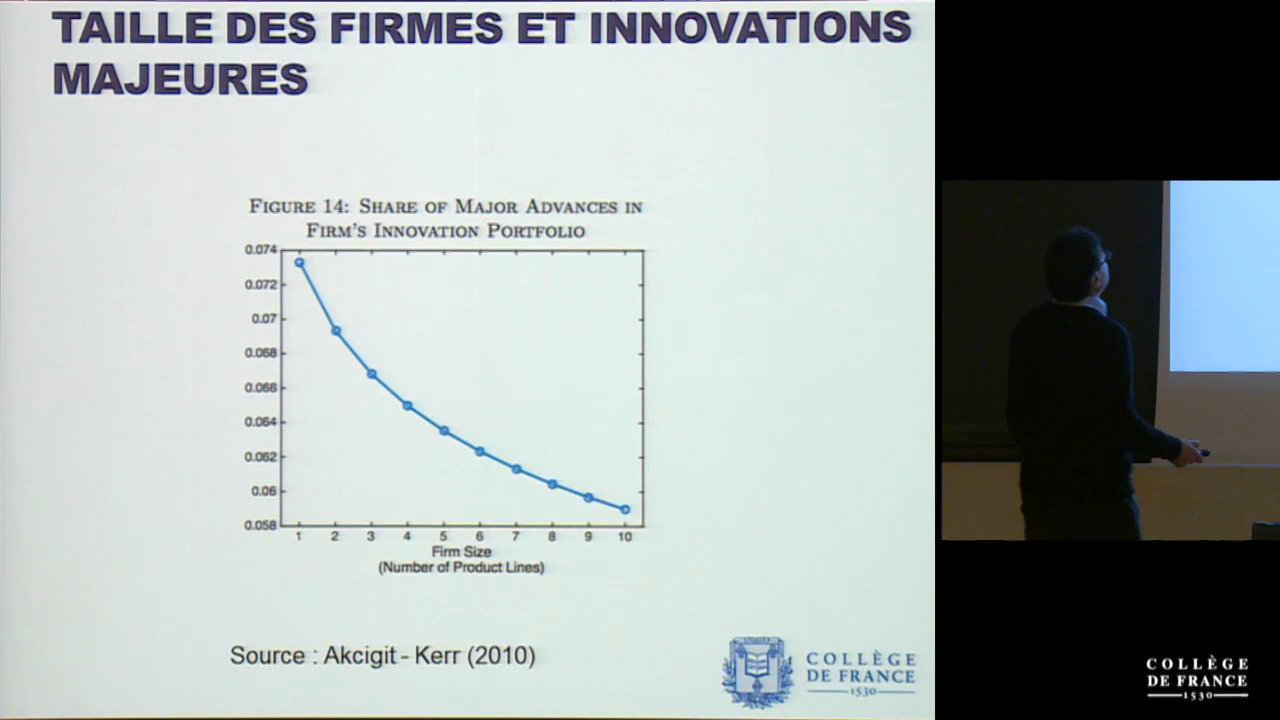 TAILLE DES FIRMES ET INNOVATIONS
MAJEURES
FIGURE 14: SHARE OF MAJOR ADVANCES IN
FIRM'S INNOVATION PORTFOLIO
0.074
0.072
0.07
0.068
0.066
0.064
0.062
0.06
0.058
1 2 3 4 5 6 7 8 9 10
Firm Size
(Number of Product Lines)
Source : Akcigit - Kerr (2010)
COLLÈGE
DE FRANCE
1530
COLLÈGE
DE FRANCE
1530